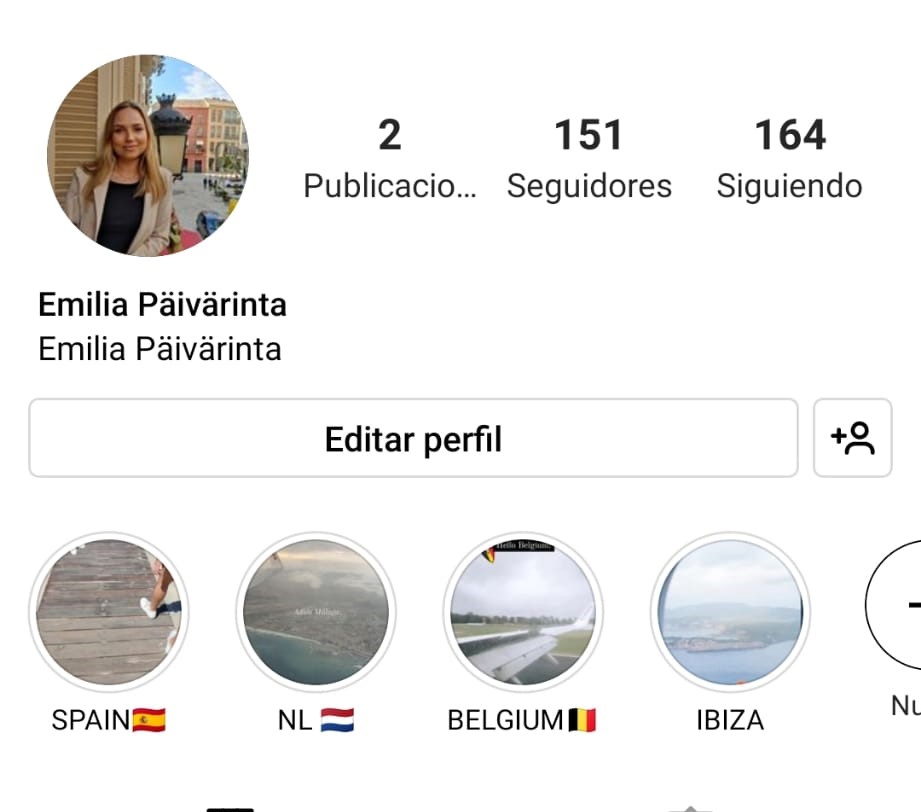 2 151 164
Publicacio... Seguidores Siguiendo
Emilia Päivärinta
Emilia Päivärinta
Editar perfil
Hello Belgium.
Adiós Málaga.
SPAIN🇪🇸 NL 🇳🇱 BELGIUM🇧🇪 IBIZA Nu